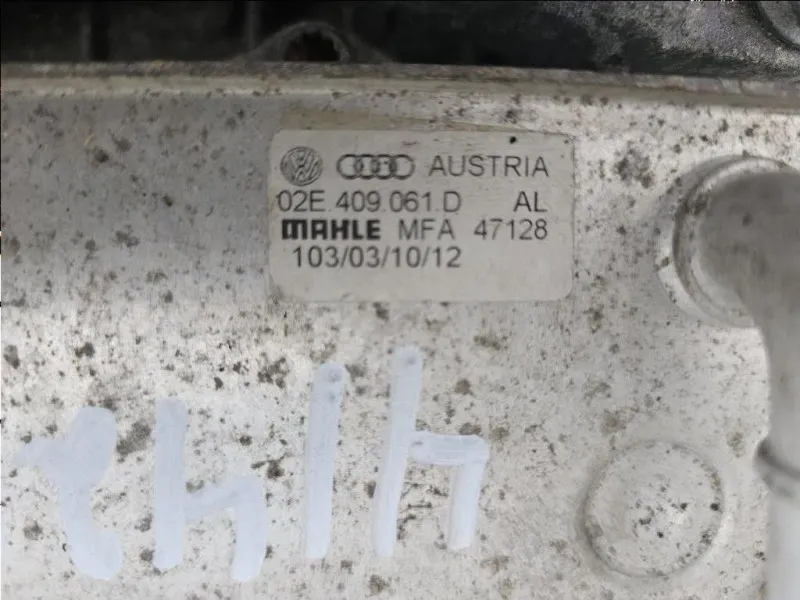 AUSTRIA
02E.409.061.D AL
MAHLE MFA 47128
103/03/10/12